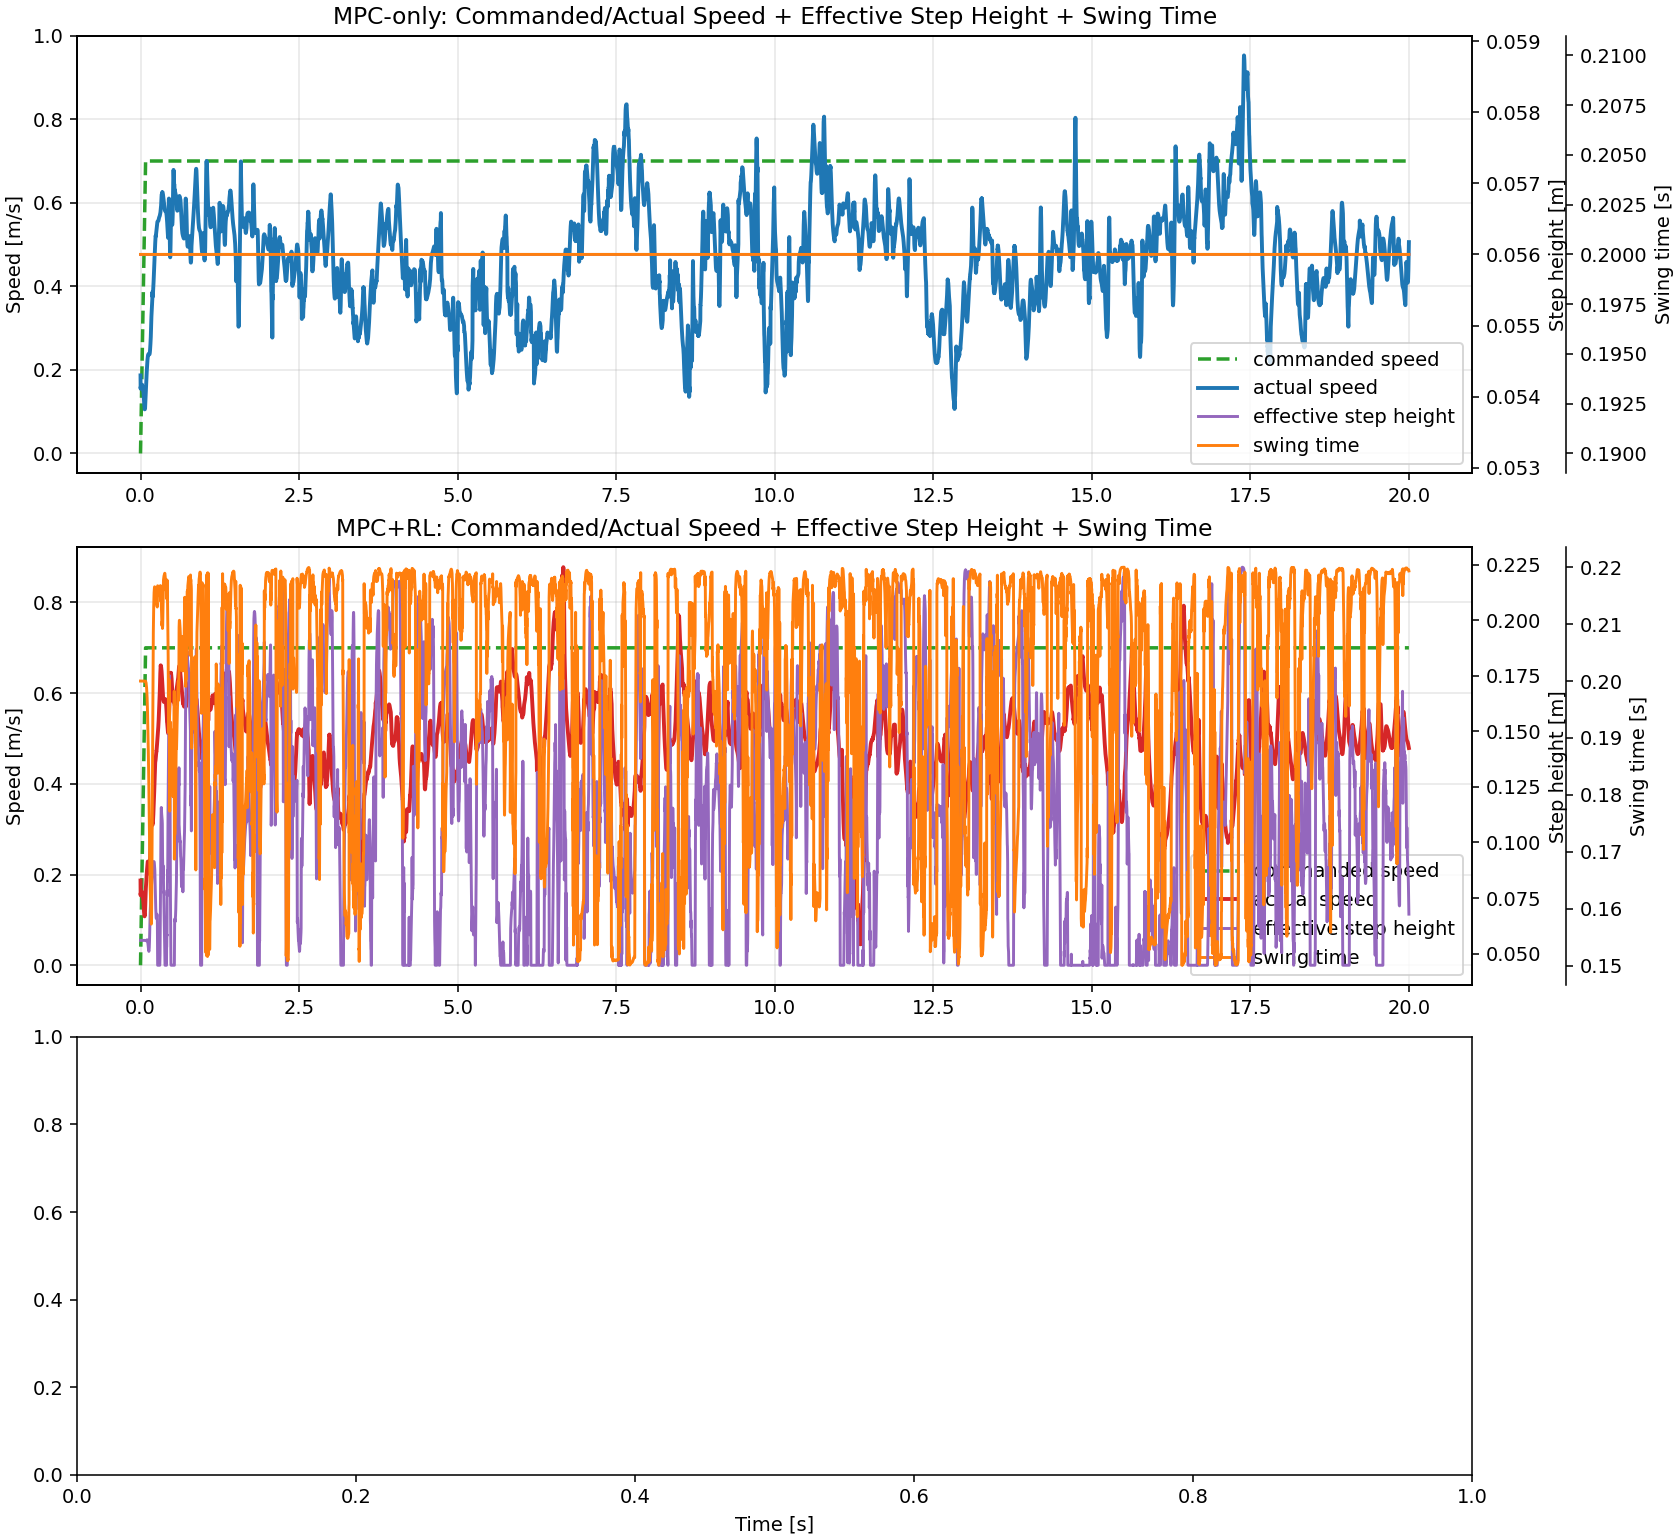 MPC-only: Commanded/Actual Speed + Effective Step Height + Swing Time
Speed [m/s]
1.0
0.8
0.6
0.4
0.2
0.0
0.0 2.5 5.0 7.5 10.0 12.5 15.0 17.5 20.0
0.059
0.058
0.057
0.056
0.055
0.054
0.053
Step height [m]
0.2100
0.2075
0.2050
0.2025
0.2000
0.1975
0.1950
0.1925
0.1900
Swing time [s]
commanded speed
actual speed
effective step height
swing time
MPC+RL: Commanded/Actual Speed + Effective Step Height + Swing Time
Speed [m/s]
0.8
0.6
0.4
0.2
0.0
0.0 2.5 5.0 7.5 10.0 12.5 15.0 17.5 20.0
0.225
0.200
0.175
0.150
0.125
0.100
0.075
0.050
Step height [m]
0.22
0.21
0.20
0.19
0.18
0.17
0.16
0.15
Swing time [s]
commanded speed
actual speed
effective step height
swing time
1.0
0.8
0.6
0.4
0.2
0.0
0.0 0.2 0.4 0.6 0.8 1.0
Time [s]